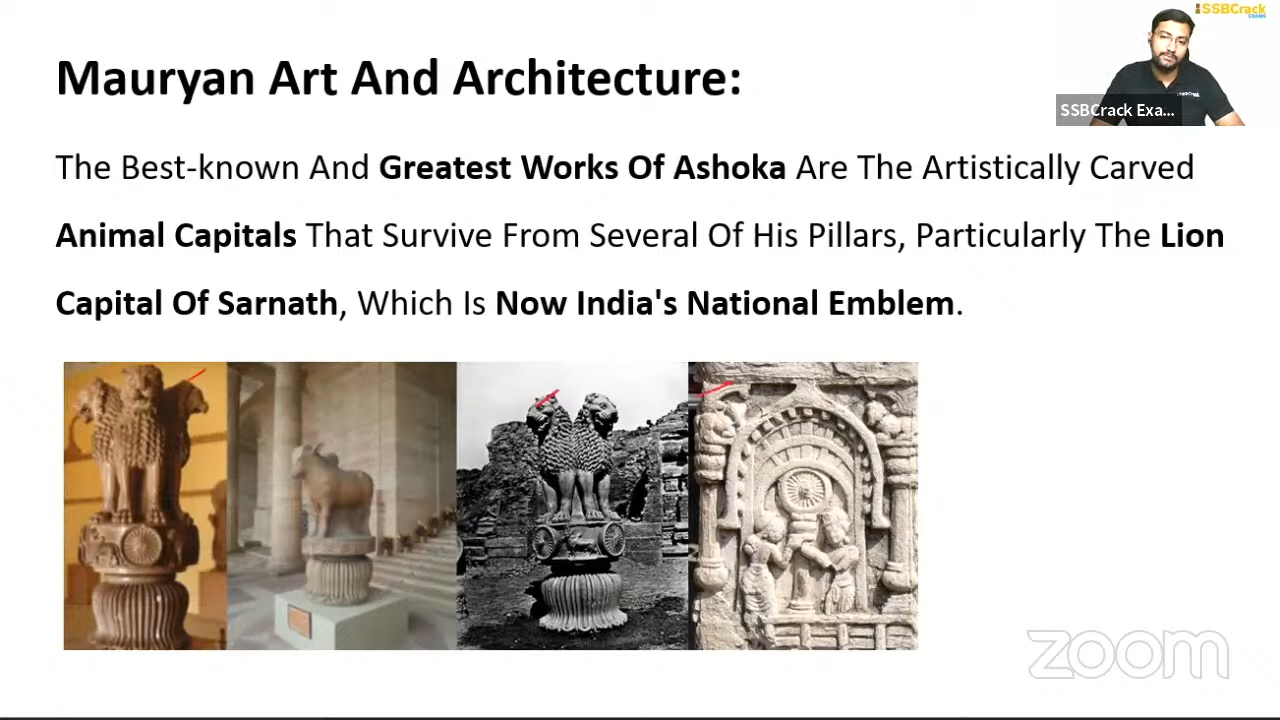 SSBCrack
EXAMS
Mauryan Art And Architecture:
SSBCrack Exa...
The Best-known And Greatest Works Of Ashoka Are The Artistically Carved
Animal Capitals That Survive From Several Of His Pillars, Particularly The Lion
Capital Of Sarnath, Which Is Now India's National Emblem.
zoom